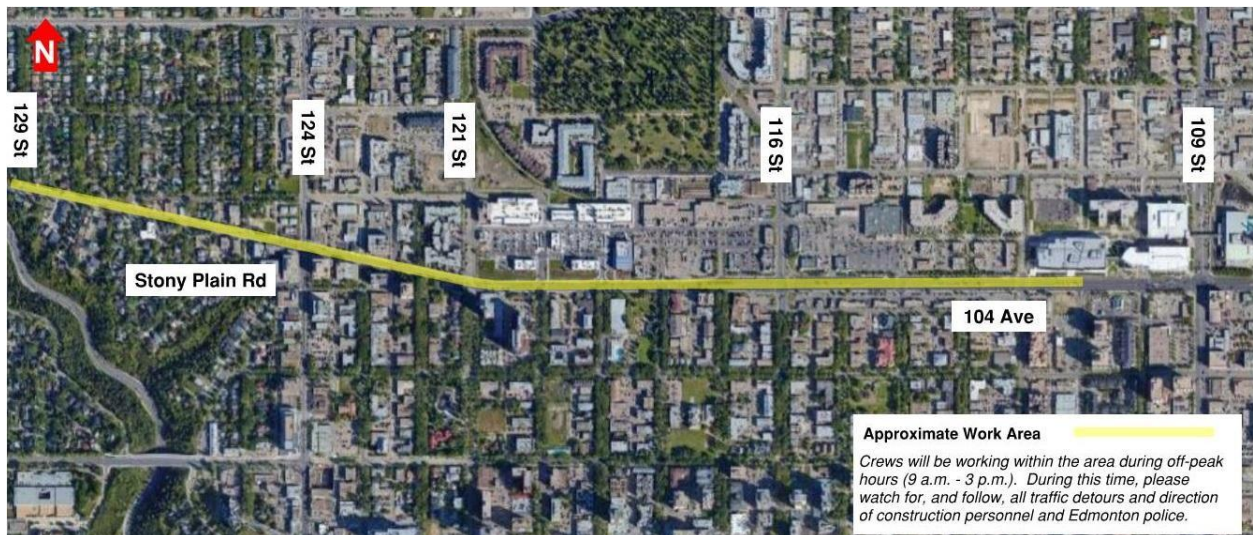 N
129 St
124 St
121 St
116 St
109 St
Stony Plain Rd
104 Ave
Approximate Work Area
Crews will be working within the area during off-peak
hours (9 a.m. - 3 p.m.).  During this time, please
watch for, and follow, all traffic detours and direction
of construction personnel and Edmonton police.